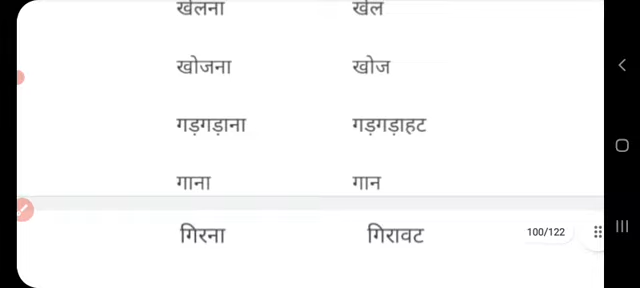 खेलना खेल
खोजना खोज
गड़गड़ाना गड़गड़ाहट
गाना गान
गिरना गिरावट
100/122